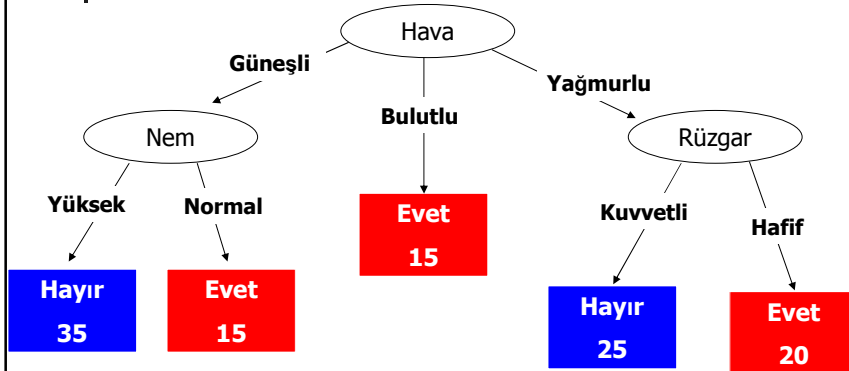 Hava
Güneşli
Yağmurlu
Bulutlu
Nem
Rüzgar
Yüksek
Normal
Kuvvetli
Hafif
Evet
15
Hayır
35
Evet
15
Hayır
25
Evet
20